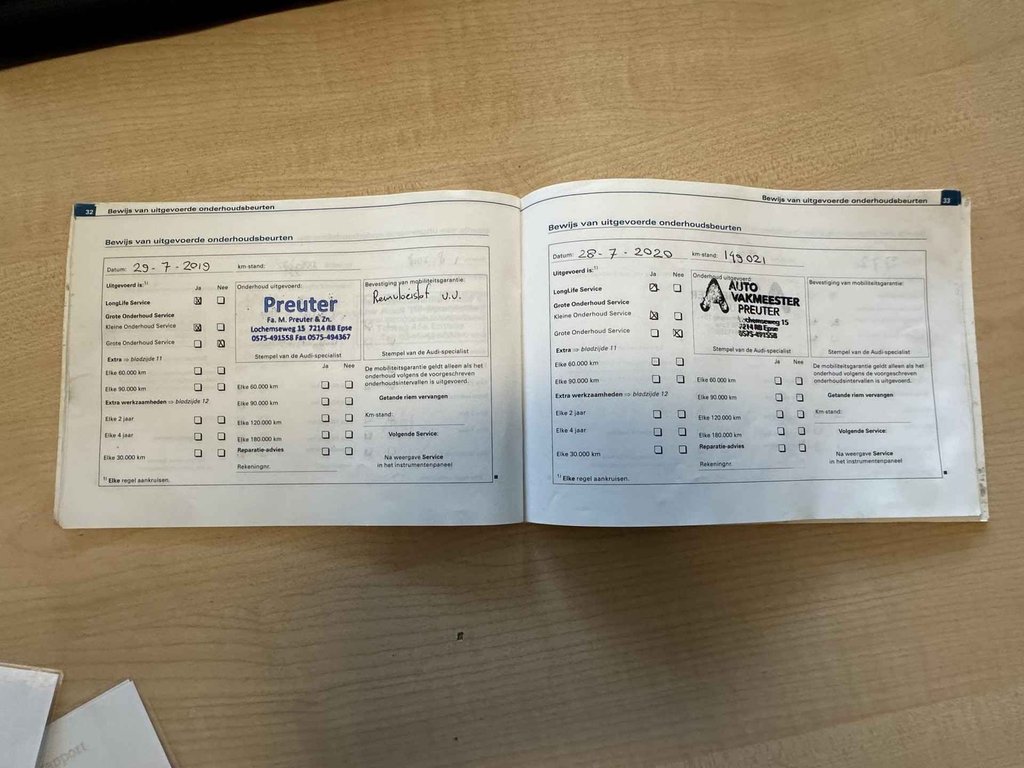 32 Bewijs van uitgevoerde onderhoudsbeurten
Bewijs van uitgevoerde onderhoudsbeurten
Datum: 29-7-2019 km-stand:
Uitgevoerd is:1)
Ja Nee
LongLife Service
Grote Onderhoud Service
Kleine Onderhoud Service
Grote Onderhoud Service
Extra ⇨ bladzijde 11
Elke 60.000 km
Elke 90.000 km
Extra werkzaamheden ⇨ bladzijde 12
Elke 2 jaar
Elke 4 jaar
Elke 30.000 km
1) Elke regel aankruisen.
Onderhoud uitgevoerd:
Preuter
Fa. M. Preuter & Zn.
Lochemseweg 15 7214 RB Epse
0575-491558 Fax 0575-494367
Stempel van de Audi-specialist
Ja Nee
Elke 60.000 km
Elke 90.000 km
Elke 120.000 km
Elke 180.000 km
Reparatie-advies
Rekeningnr.
Bevestiging van mobiliteitsgarantie:
Remvloeistof v.v.
Stempel van de Audi-specialist
De mobiliteitsgarantie geldt alleen als het
onderhoud volgens de voorgeschreven
onderhoudsintervallen is uitgevoerd.
Getande riem vervangen
Km-stand:
Volgende Service:
Na weergave Service
in het instrumentenpaneel
Bewijs van uitgevoerde onderhoudsbeurten 33
Bewijs van uitgevoerde onderhoudsbeurten
Datum: 28-7-2020 km-stand: 199021
Uitgevoerd is:1)
Ja Nee
LongLife Service
Grote Onderhoud Service
Kleine Onderhoud Service
Grote Onderhoud Service
Extra ⇨ bladzijde 11
Elke 60.000 km
Elke 90.000 km
Extra werkzaamheden ⇨ bladzijde 12
Elke 2 jaar
Elke 4 jaar
Elke 30.000 km
1) Elke regel aankruisen.
Onderhoud uitgevoerd:
AUTO
VAKMEESTER
PREUTER
chemseweg 15
7214 RB Epse
0575-491558
Stempel van de Audi-specialist
Ja Nee
Elke 60.000 km
Elke 90.000 km
Elke 120.000 km
Elke 180.000 km
Reparatie-advies
Rekeningnr.
Bevestiging van mobiliteitsgarantie:
Stempel van de Audi-specialist
De mobiliteitsgarantie geldt alleen als het
onderhoud volgens de voorgeschreven
onderhoudsintervallen is uitgevoerd.
Getande riem vervangen
Km-stand:
Volgende Service:
Na weergave Service
in het instrumentenpaneel